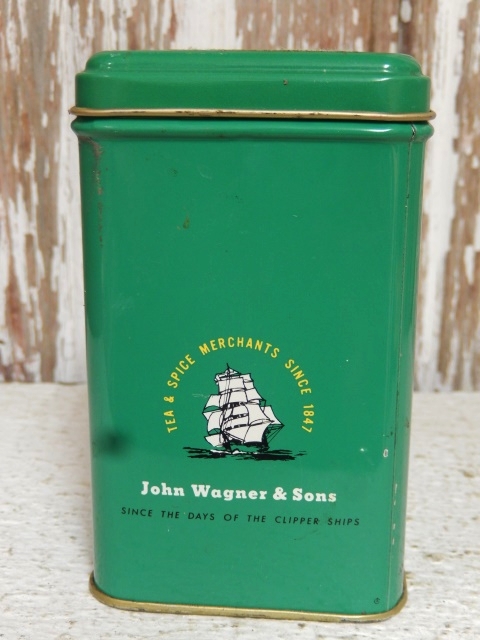 TEA & SPICE MERCHANTS SINCE 1847
John Wagner & Sons
SINCE THE DAYS OF THE CLIPPER SHIPS